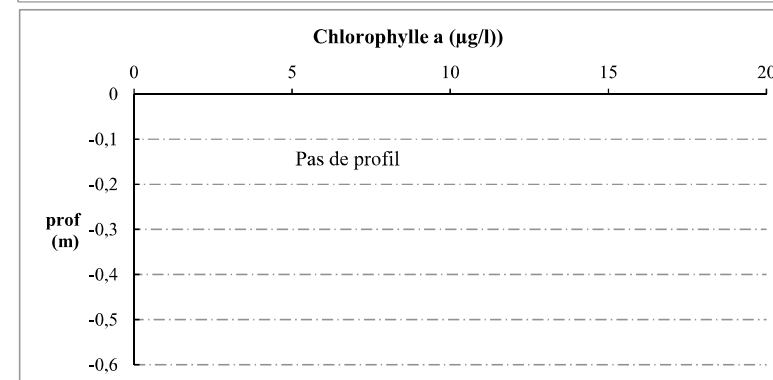 Chlorophylle a (µg/l))
0 5 10 15 20
0
-0,1
Pas de profil
-0,2
prof
(m)
-0,3
-0,4
-0,5
-0,6